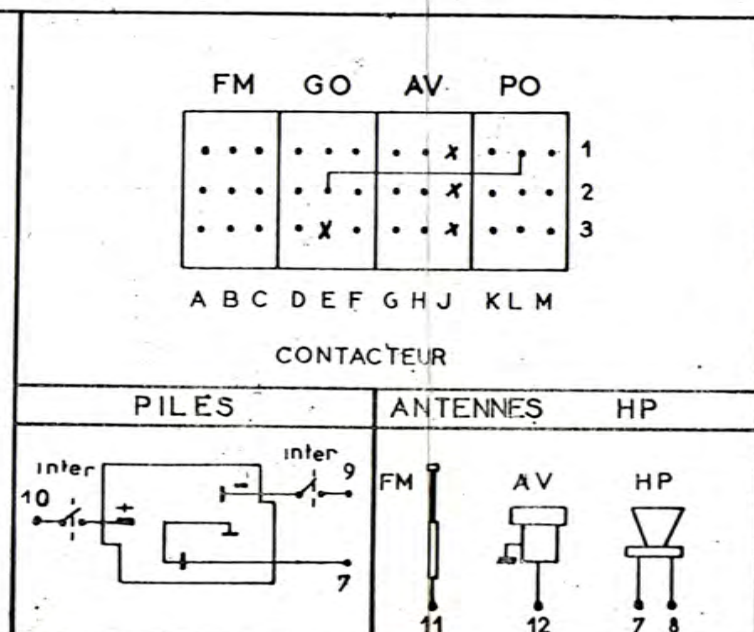 FM GO AV PO
1
2
3
A B C D E F G H J K L M
CONTACTEUR
PILES
ANTENNES HP
inter
inter
10
9
+
-
7
FM
AV
HP
11
12
7 8